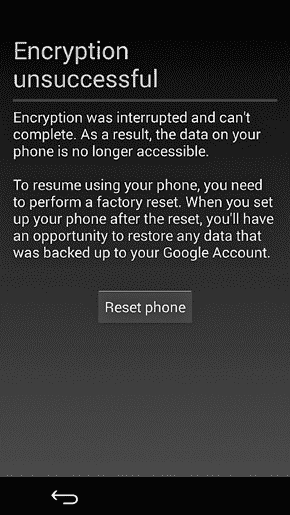 Encryption
unsuccessful
Encryption was interrupted and can't
complete. As a result, the data on your
phone is no longer accessible.
To resume using your phone, you need
to perform a factory reset. When you set
up your phone after the reset, you'll have
an opportunity to restore any data that
was backed up to your Google Account.
Reset phone